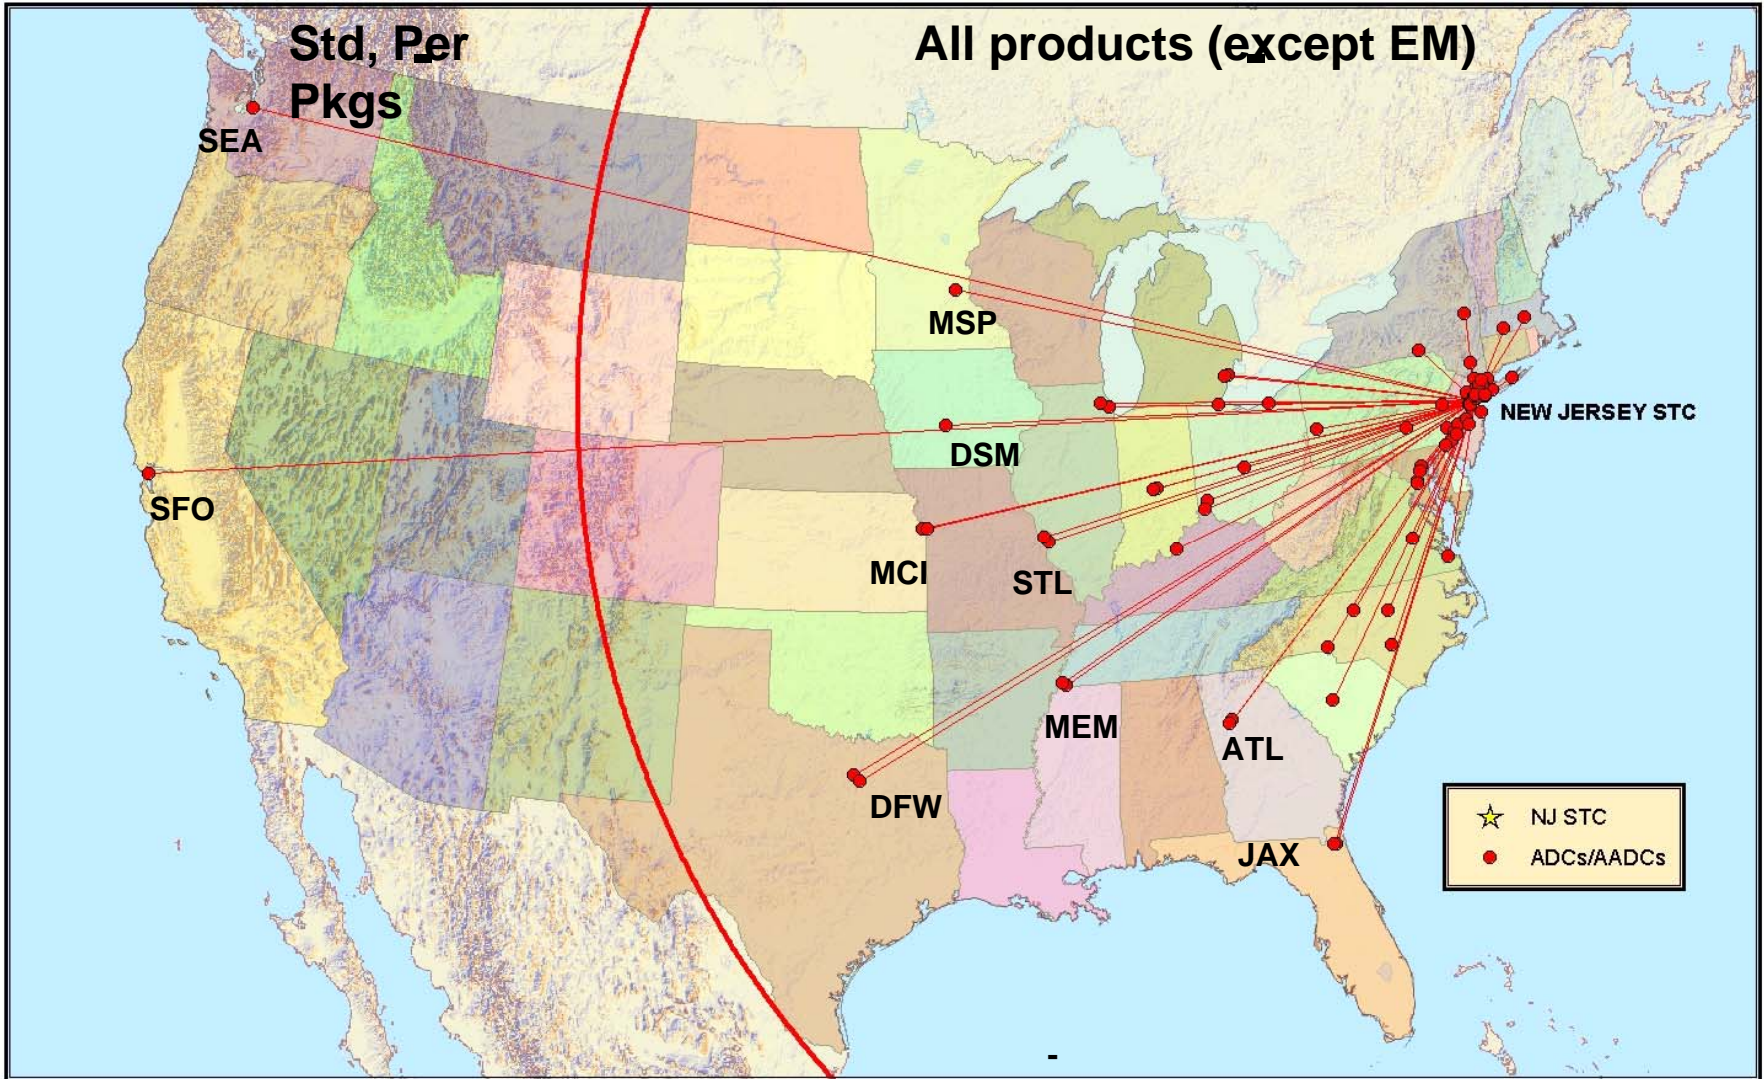 Std, Per
Pkgs
All products (except EM)
SEA
MSP
NEW JERSEY STC
DSM
SFO
MCI
STL
MEM
ATL
DFW
JAX
NJ STC
ADCs/AADCs
-